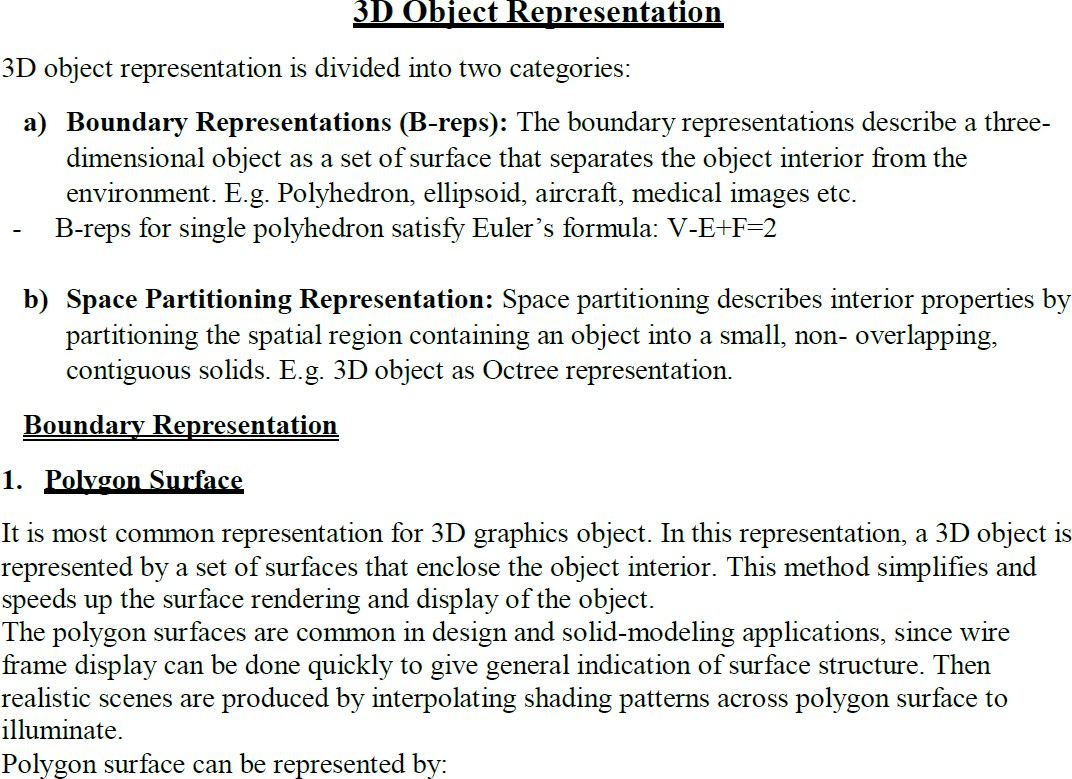 3D Object Representation
3D object representation is divided into two categories:
a) Boundary Representations (B-reps): The boundary representations describe a three-
dimensional object as a set of surface that separates the object interior from the
environment. E.g. Polyhedron, ellipsoid, aircraft, medical images etc.
- B-reps for single polyhedron satisfy Euler’s formula: V-E+F=2
b) Space Partitioning Representation: Space partitioning describes interior properties by
partitioning the spatial region containing an object into a small, non- overlapping,
contiguous solids. E.g. 3D object as Octree representation.
Boundary Representation
1. Polygon Surface
It is most common representation for 3D graphics object. In this representation, a 3D object is
represented by a set of surfaces that enclose the object interior. This method simplifies and
speeds up the surface rendering and display of the object.
The polygon surfaces are common in design and solid-modeling applications, since wire
frame display can be done quickly to give general indication of surface structure. Then
realistic scenes are produced by interpolating shading patterns across polygon surface to
illuminate.
Polygon surface can be represented by: